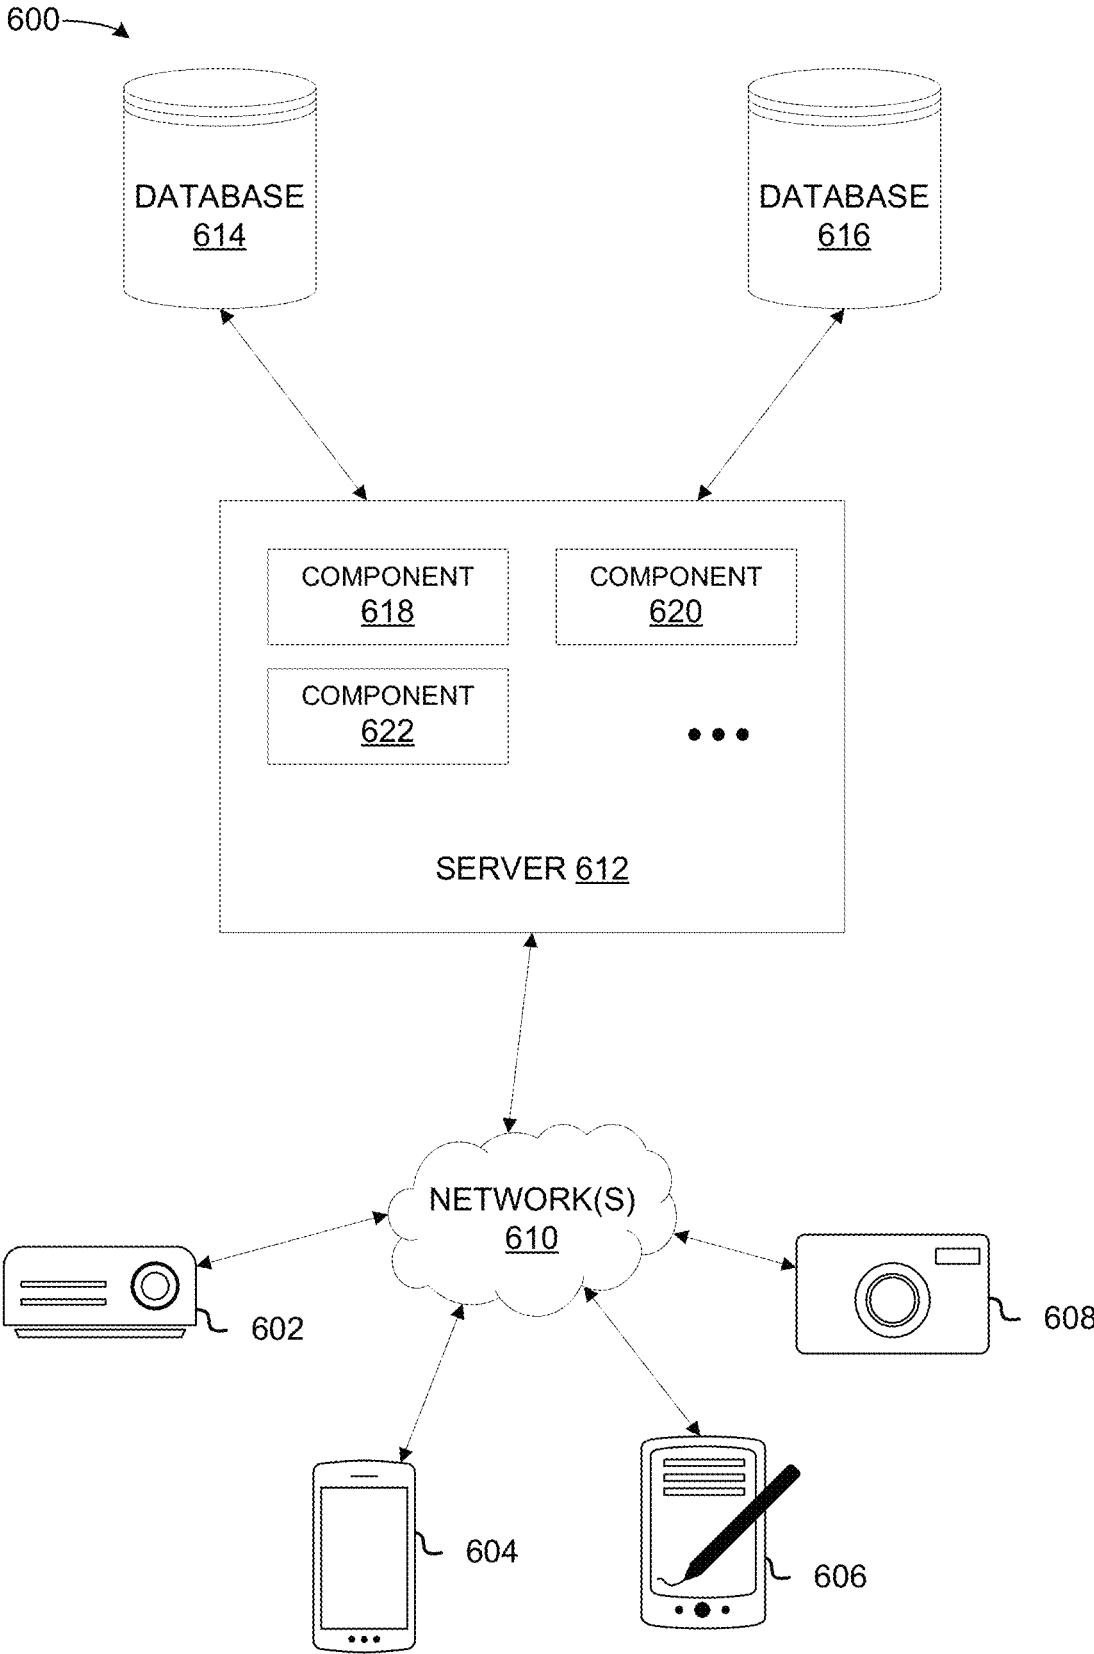 600
DATABASE
614
DATABASE
616
COMPONENT
618
COMPONENT
620
COMPONENT
622
SERVER 612
NETWORK(S)
610
602
608
604
606